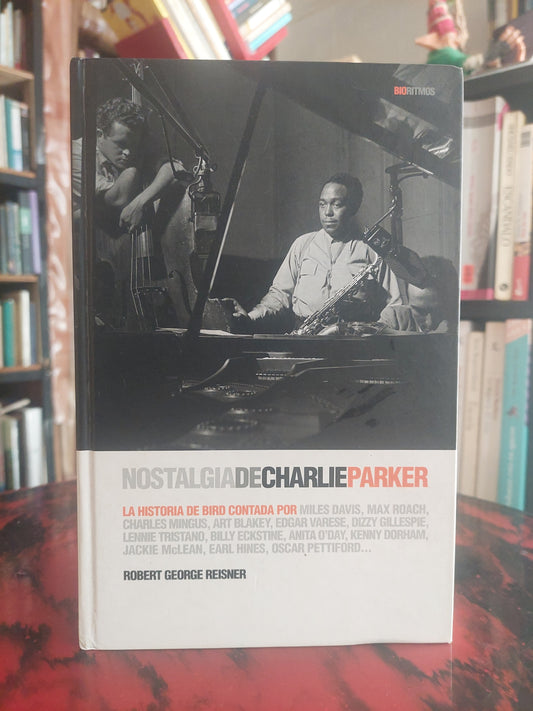 BIORITMOS
NOSTALGIADECHARLIEPARKER
LA HISTORIA DE BIRD CONTADA POR MILES DAVIS, MAX ROACH,
CHARLES MINGUS, ART BLAKEY, EDGAR VARESE, DIZZY GILLESPIE,
LENNIE TRISTANO, BILLY ECKSTINE, ANITA O'DAY, KENNY DORHAM,
JACKIE McLEAN, EARL HINES, OSCAR PETTIFORD...
ROBERT GEORGE REISNER